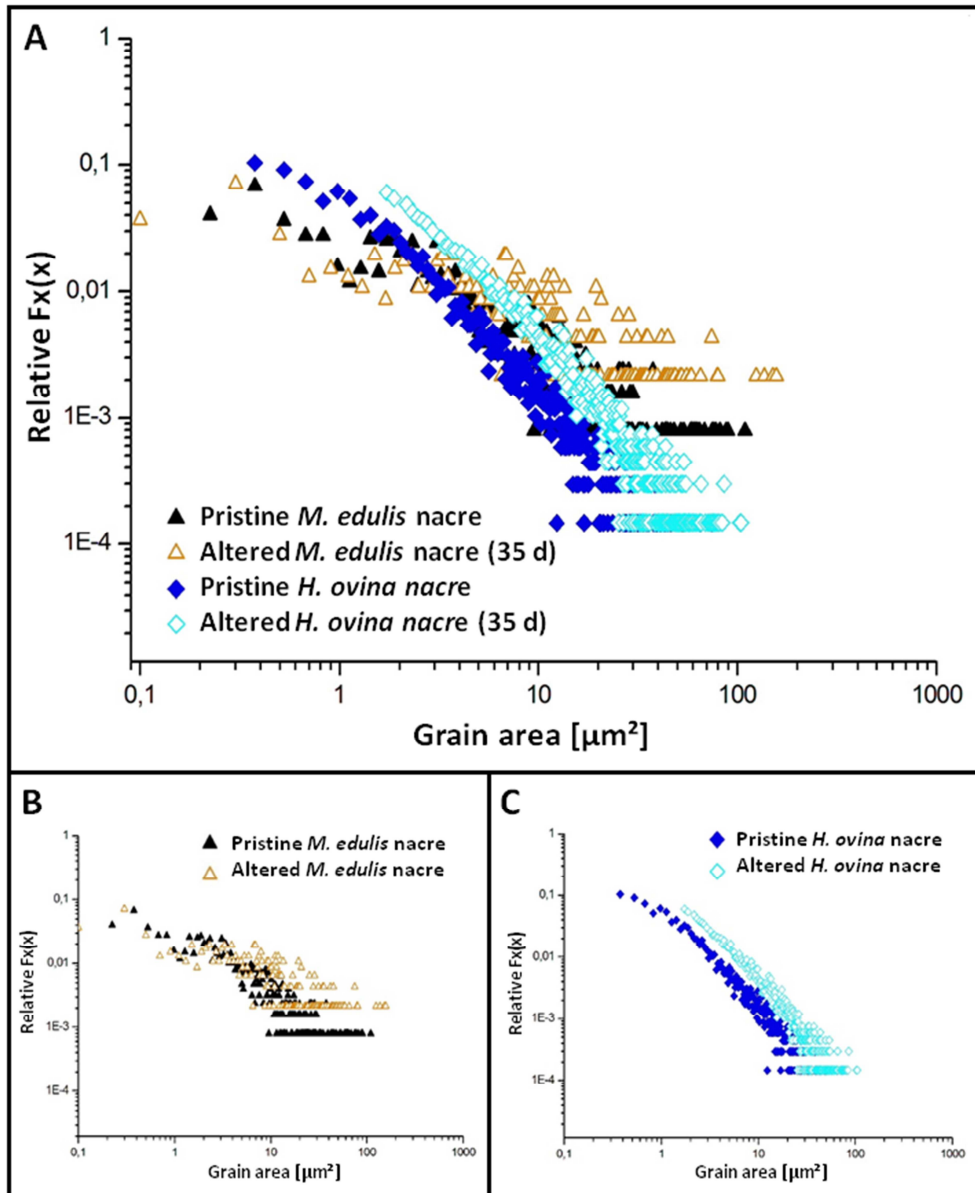 A
1
0,1
0,01
1E-3
1E-4
Relative Fx(x)
Pristine M. edulis nacre
Altered M. edulis nacre (35 d)
Pristine H. ovina nacre
Altered H. ovina nacre (35 d)
0,1 1 10 100 1000
Grain area [µm²]
B
Pristine M. edulis nacre
Altered M. edulis nacre
1
0,1
0,01
1E-3
1E-4
Relative Fx(x)
0,1 1 10 100 1000
Grain area [µm²]
C
Pristine H. ovina nacre
Altered H. ovina nacre
1
0,1
0,01
1E-3
1E-4
Relative Fx(x)
0,1 1 10 100 1000
Grain area [µm²]